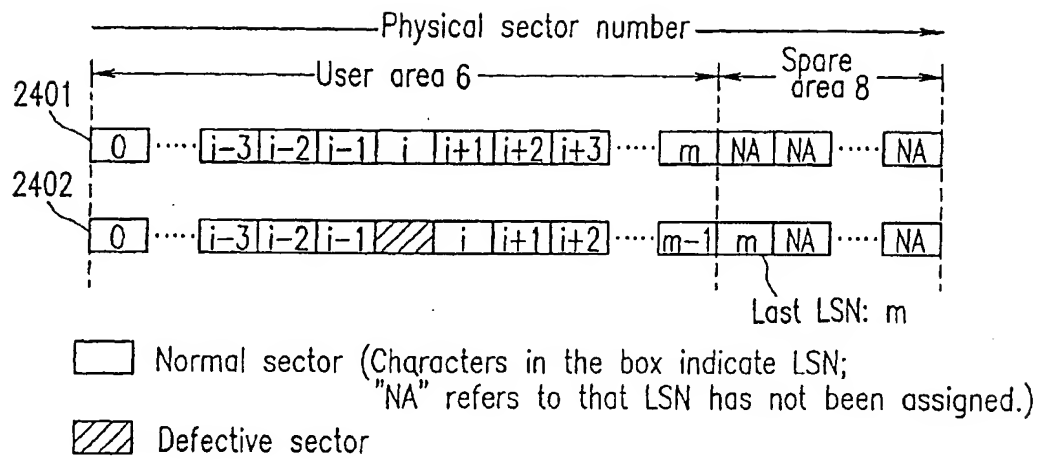 Physical sector number
User area 6 Spare area 8
2401
0 ..... i-3 i-2 i-1 i i+1 i+2 i+3 ..... m NA NA ..... NA
2402
0 ..... i-3 i-2 i-1 i i+1 i+2 ..... m-1 m NA ..... NA
Last LSN: m
Normal sector (Characters in the box indicate LSN;
"NA" refers to that LSN has not been assigned.)
Defective sector